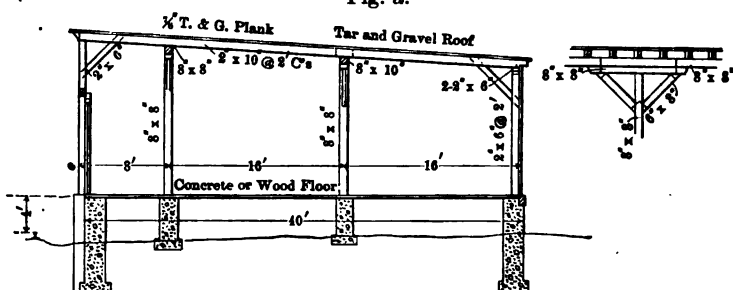 Fig.
⅞" T. & G. Plank
Tar and Gravel Roof
2" x 6"
8" x 8"
2" x 10" @ 2' C's
8" x 10"
2-2" x 6"
8" x 8"
8" x 8"
2" x 6" @ 2'
8" x 8"
8" x 8"
6" x 8"
8" x 8"
8'
16'
16'
Concrete or Wood Floor
4'
40'